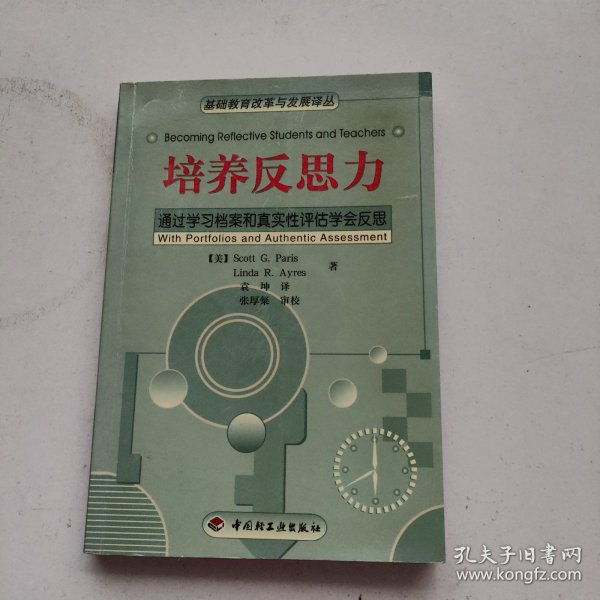 基础教育改革与发展译丛
Becoming Reflective Students and Teachers
培养反思力
通过学习档案和真实性评估学会反思
With Portfolios and Authentic Assessment
【美】Scott G. Paris
Linda R. Ayres 著
袁 坤 译
张厚粲 审校
中国轻工业出版社
孔夫子旧书网
www.kongfz.com